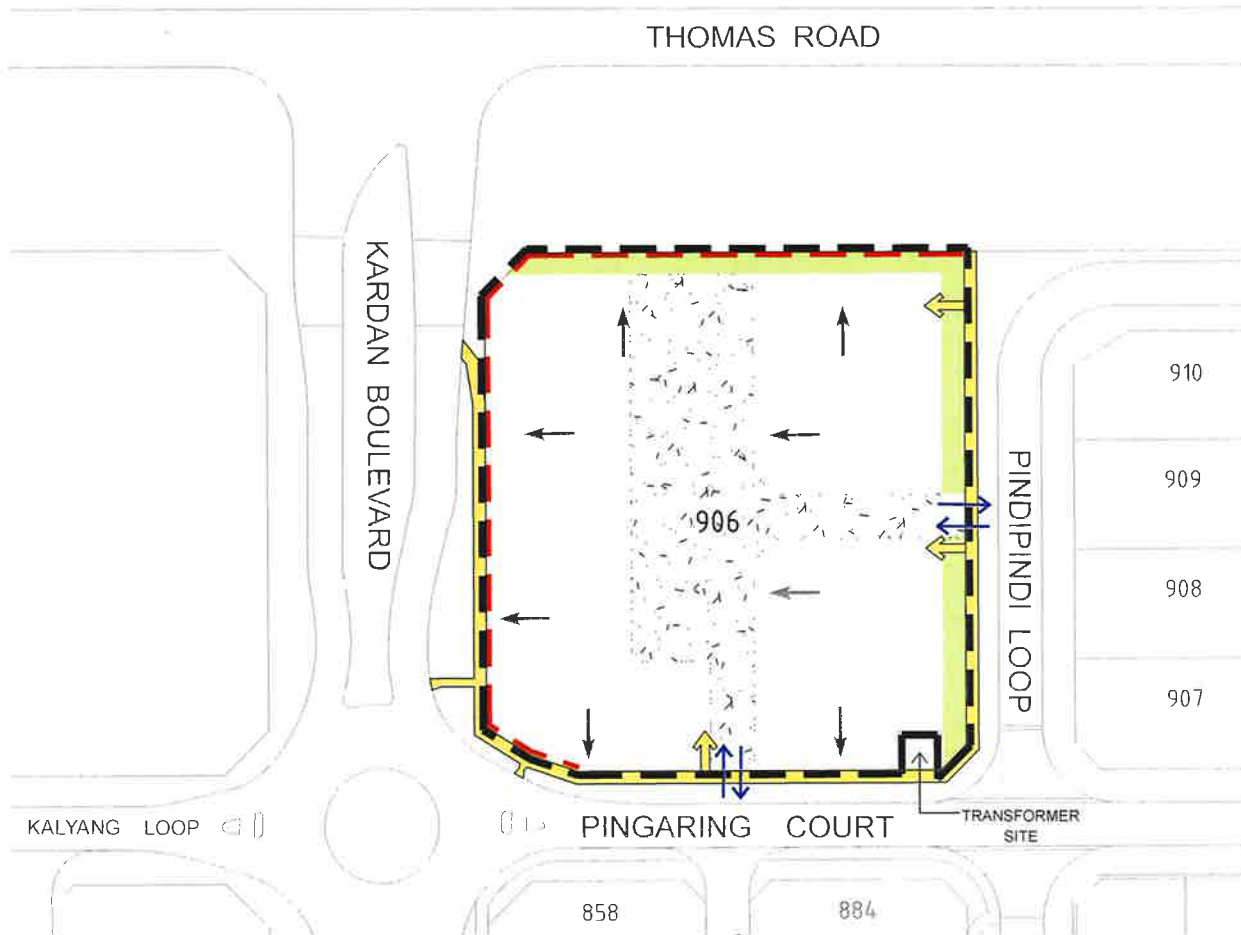 THOMAS ROAD
KARDAN BOULEVARD
910
909
906
PINDIPINDI LOOP
908
907
KALYANG LOOP
PINGARING COURT
TRANSFORMER
SITE
858
884